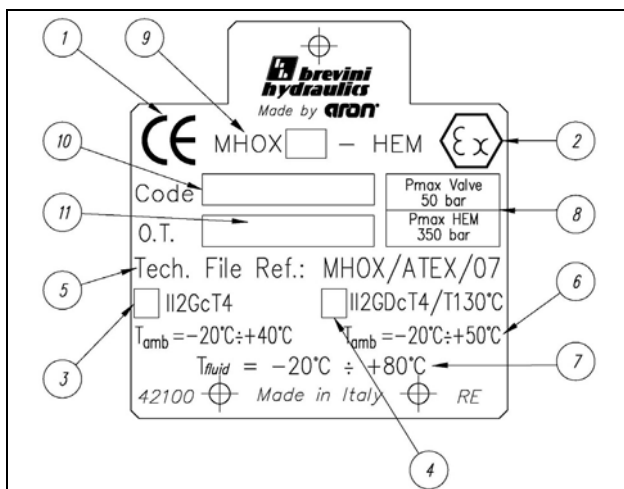 1
9
brevini
hydraulics
Made by aron®
10
CE MHOX - HEM Ex
2
Code
Pmax Valve
50 bar
11
O.T.
Pmax HEM
350 bar
8
5
Tech. File Ref.: MHOX/ATEX/07
6
II2GcT4 II2GDcT4/T130°C
Tamb=-20°C÷+40°C Tamb=-20°C÷+50°C
3
Tfluid = -20°C ÷ +80°C
7
42100 Made in Italy RE
4